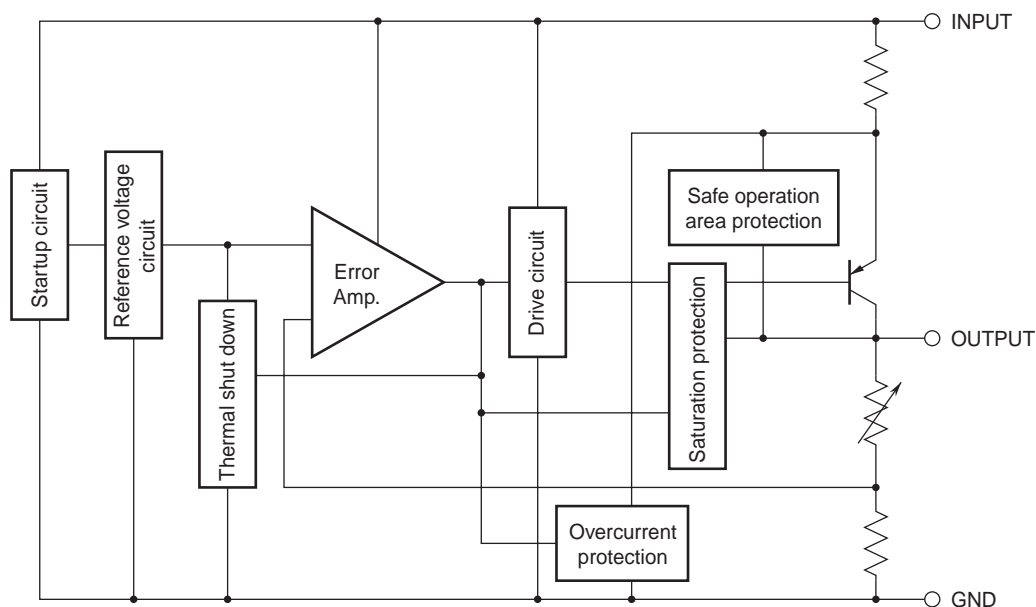 INPUT
Startup circuit
Reference voltage
circuit
Thermal shut down
Error
Amp.
Drive circuit
Saturation protection
Safe operation
area protection
OUTPUT
Overcurrent
protection
GND